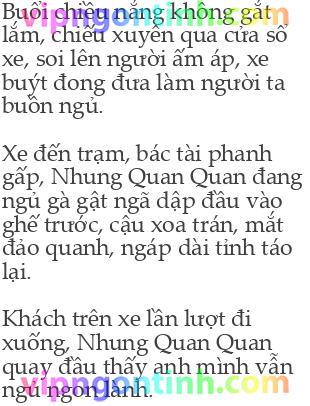 Buổi chiều nắng không gắt
lắm, chiếu xuyên qua cửa sổ
xe, soi lên người ấm áp, xe
buýt đong đưa làm người ta
buồn ngủ.
Xe đến trạm, bác tài phanh
gấp, Nhung Quan Quan đang
ngủ gà gật ngã dập đầu vào
ghế trước, cậu xoa trán, mắt
đảo quanh, ngáp dài tỉnh táo
lại.
Khách trên xe lần lượt đi
xuống, Nhung Quan Quan
quay đầu thấy anh mình vẫn
ngủ ngon lành.
vipngontinh.com
vipngontinh.com